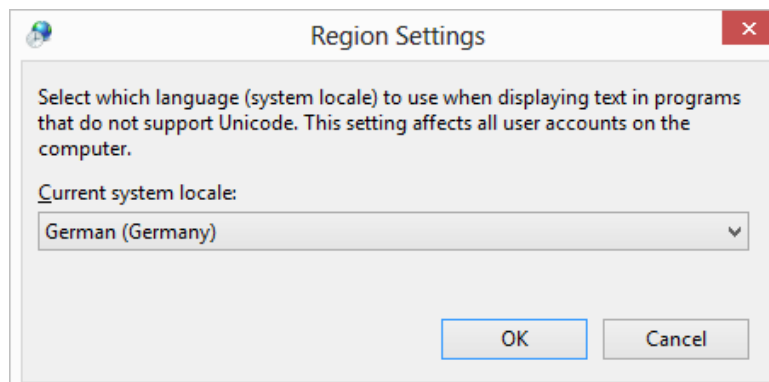 Region Settings
Select which language (system locale) to use when displaying text in programs
that do not support Unicode. This setting affects all user accounts on the
computer.
Current system locale:
German (Germany)
OK
Cancel